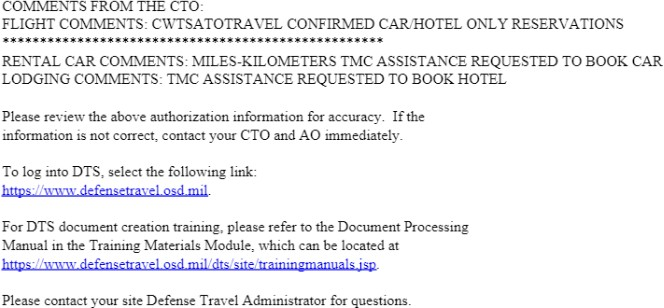 COMMENTS FROM THE CTO:
FLIGHT COMMENTS: CWTSATOTRAVEL CONFIRMED CAR/HOTEL ONLY RESERVATIONS
***************************************************
RENTAL CAR COMMENTS: MILES-KILOMETERS TMC ASSISTANCE REQUESTED TO BOOK CAR
LODGING COMMENTS: TMC ASSISTANCE REQUESTED TO BOOK HOTEL
Please review the above authorization information for accuracy.  If the
information is not correct, contact your CTO and AO immediately.
To log into DTS, select the following link:
https://www.defensetravel.osd.mil.
For DTS document creation training, please refer to the Document Processing
Manual in the Training Materials Module, which can be located at
https://www.defensetravel.osd.mil/dts/site/trainingmanuals.jsp.
Please contact your site Defense Travel Administrator for questions.